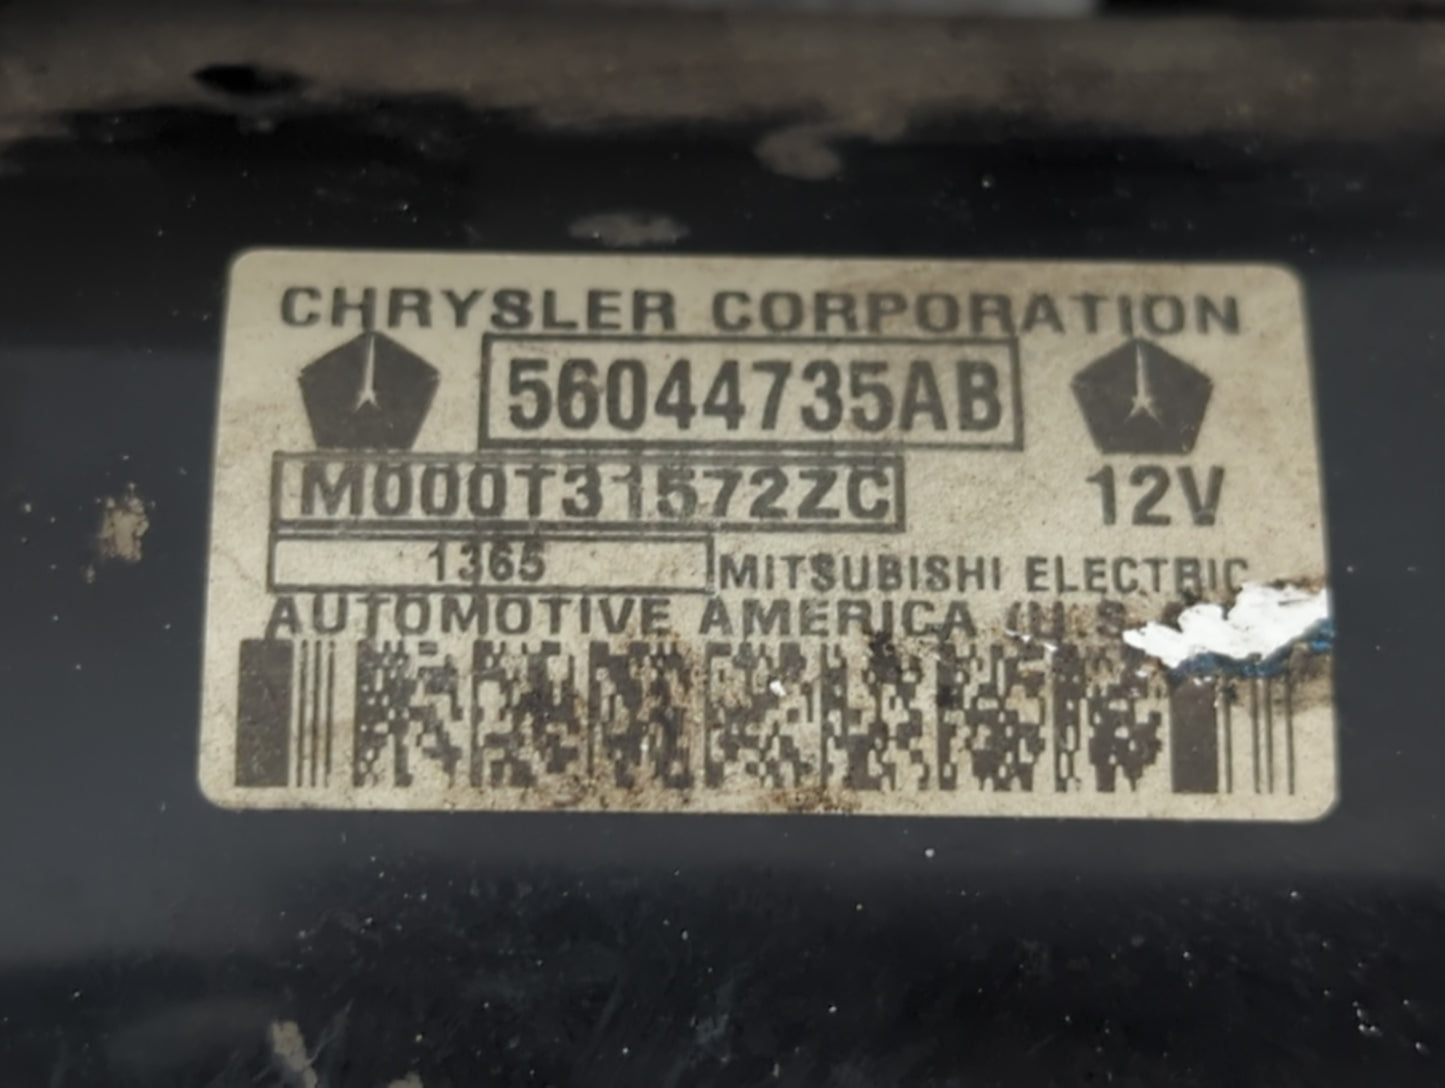 CHRYSLER CORPORATION
56044735AB
M000T31572ZC
12V
1365
MITSUBISHI ELECTRIC
AUTOMOTIVE AMERICA (U.S.